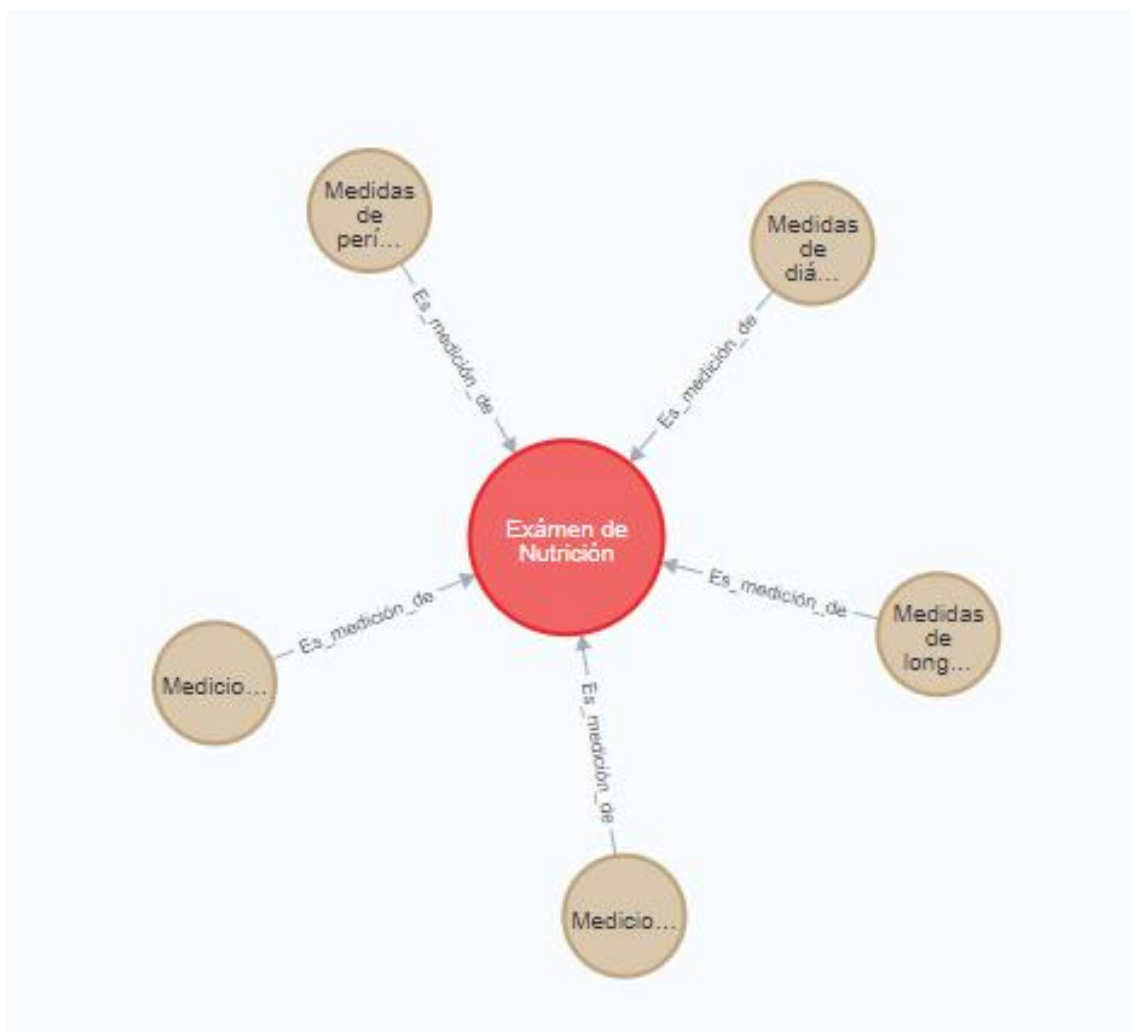 Medidas
de
perí...
Medidas
de
diá...
Es_medición_de
Es_medición_de
Exámen de
Nutrición
Es_medición_de
Medidas
de
long...
Es_medición_de
Medicio...
Es_medición_de
Medicio...